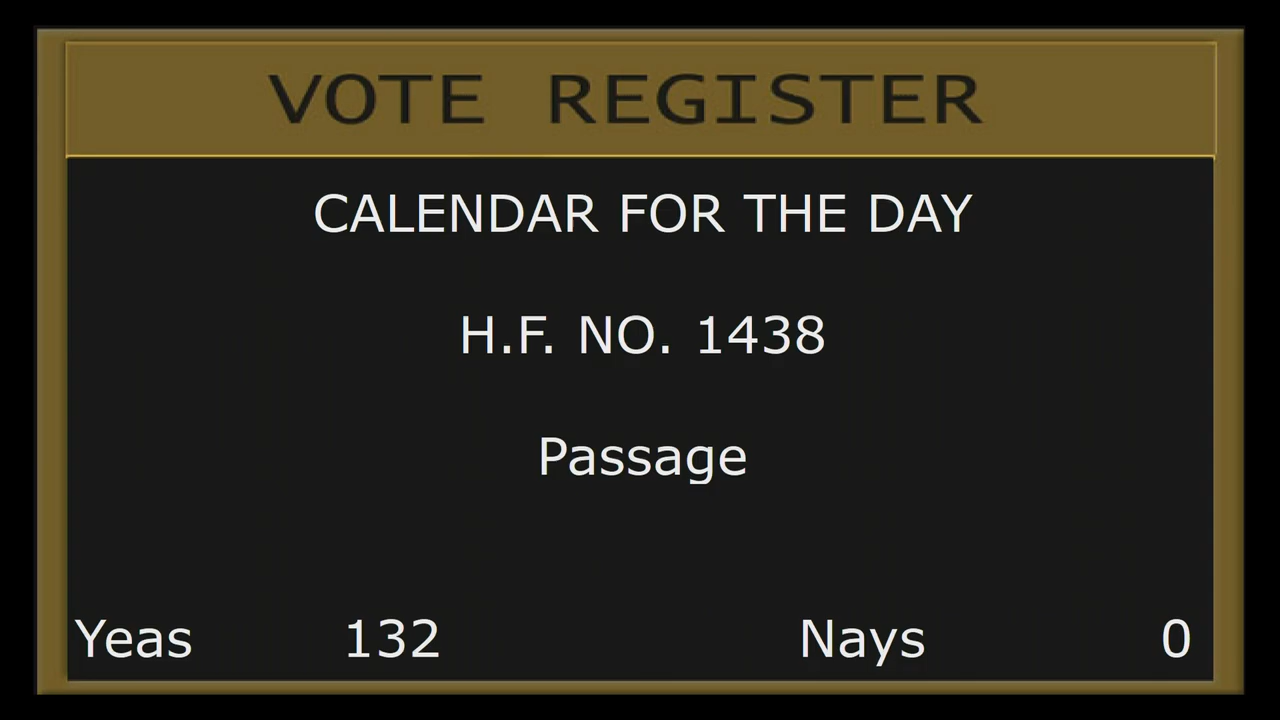 VOTE REGISTER
CALENDAR FOR THE DAY
H.F. NO. 1438
Passage
Yeas 132 Nays 0